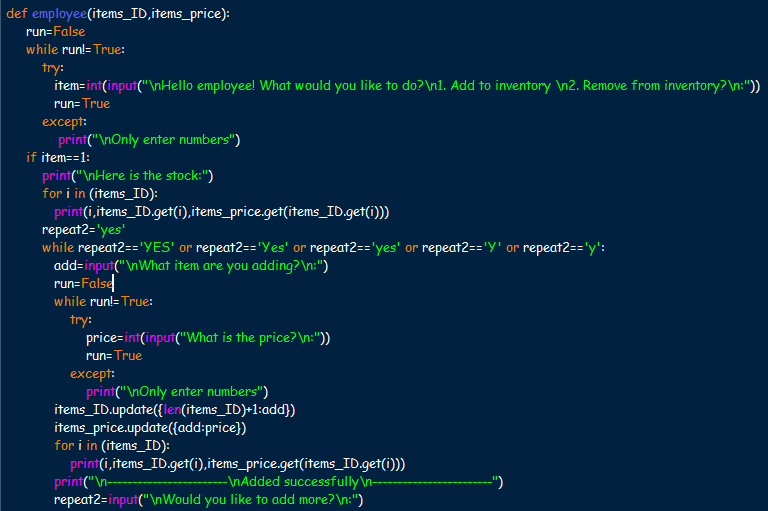 def employee(items_ID,items_price):
    run=False
    while run!=True:
        try:
            item=int(input("\nHello employee! What would you like to do?\n1. Add to inventory \n2. Remove from inventory?\n:"))
            run=True
        except:
            print("\nOnly enter numbers")
    if item==1:
        print("\nHere is the stock:")
        for i in (items_ID):
            print(i,items_ID.get(i),items_price.get(items_ID.get(i)))
        repeat2='yes'
        while repeat2=='YES' or repeat2=='Yes' or repeat2=='yes' or repeat2=='Y' or repeat2=='y':
            add=input("\nWhat item are you adding?\n:")
            run=False
            while run!=True:
                try:
                    price=int(input("What is the price?\n:"))
                    run=True
                except:
                    print("\nOnly enter numbers")
            items_ID.update({len(items_ID)+1:add})
            items_price.update({add:price})
            for i in (items_ID):
                print(i,items_ID.get(i),items_price.get(items_ID.get(i)))
            print("\n------------------------\nAdded successfully\n------------------------")
            repeat2=input("\nWould you like to add more?\n:")